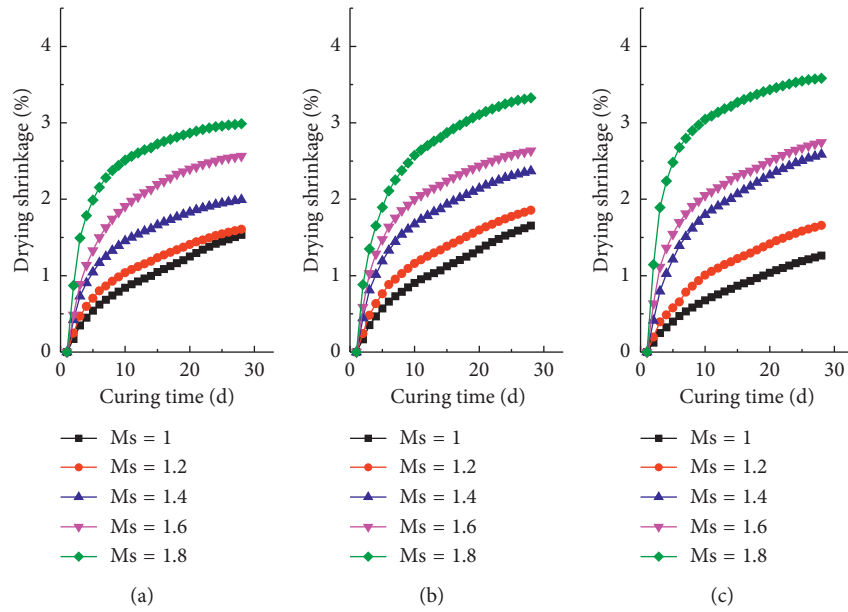 4
3
2
1
0
Drying shrinkage (%)
0 10 20 30
Curing time (d)
Ms = 1
Ms = 1.2
Ms = 1.4
Ms = 1.6
Ms = 1.8
(a)
4
3
2
1
0
Drying shrinkage (%)
0 10 20 30
Curing time (d)
Ms = 1
Ms = 1.2
Ms = 1.4
Ms = 1.6
Ms = 1.8
(b)
4
3
2
1
0
Drying shrinkage (%)
0 10 20 30
Curing time (d)
Ms = 1
Ms = 1.2
Ms = 1.4
Ms = 1.6
Ms = 1.8
(c)